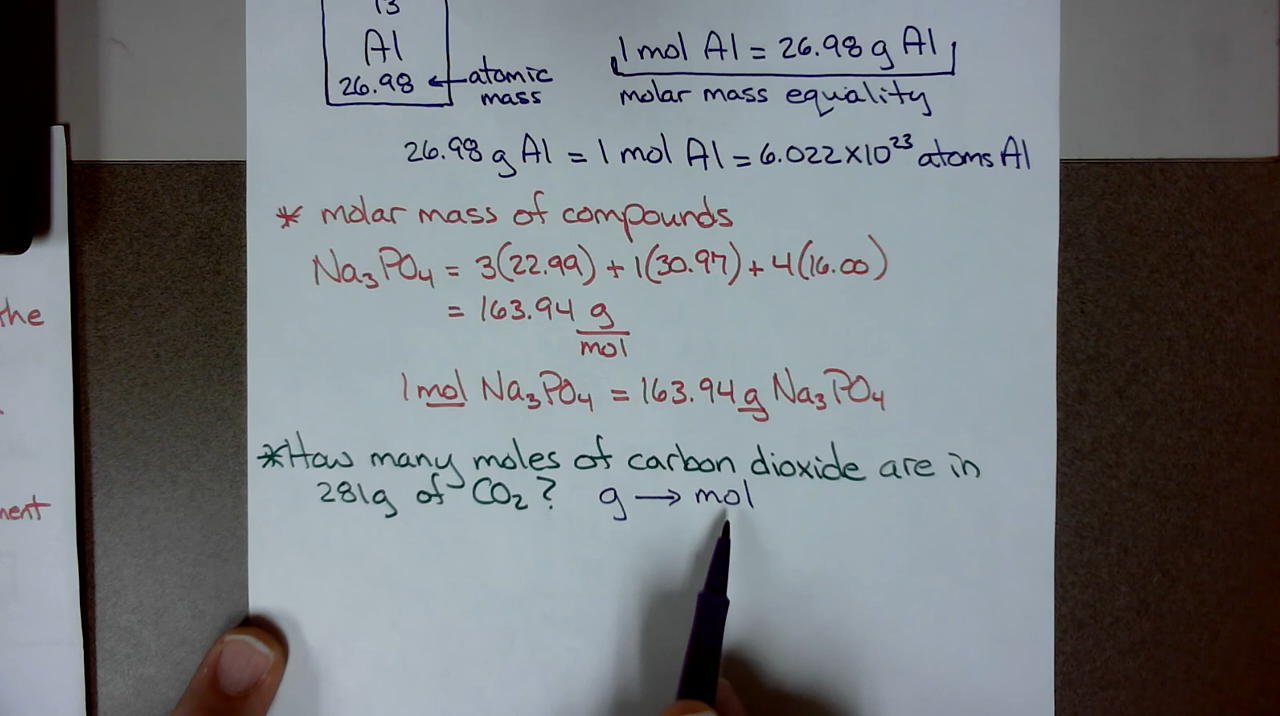 13
Al
26.98 ← atomic mass
1 mol Al = 26.98 g Al
molar mass equality
26.98 g Al = 1 mol Al = 6.022×10²³ atoms Al
* molar mass of compounds
Na₃PO₄ = 3(22.99) + 1(30.97) + 4(16.00)
= 163.94 g/mol
1 mol Na₃PO₄ = 163.94 g Na₃PO₄
*How many moles of carbon dioxide are in
281g of CO₂? g → mol
the